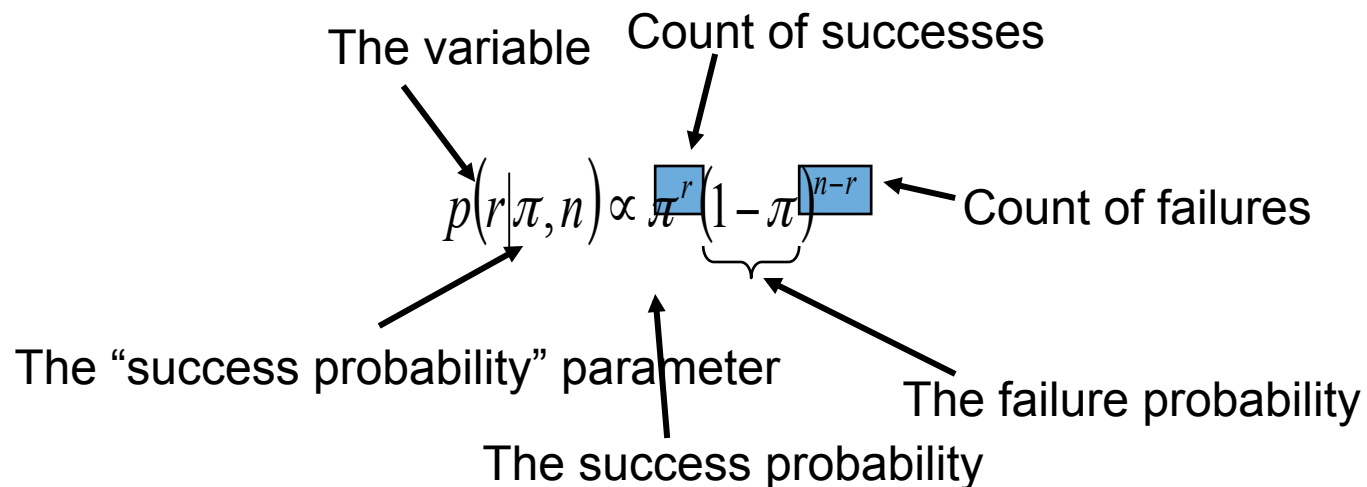 The variable
Count of successes
p(r|π, n) ∝ π^r (1 − π)^{n−r}
Count of failures
The “success probability” parameter
The failure probability
The success probability